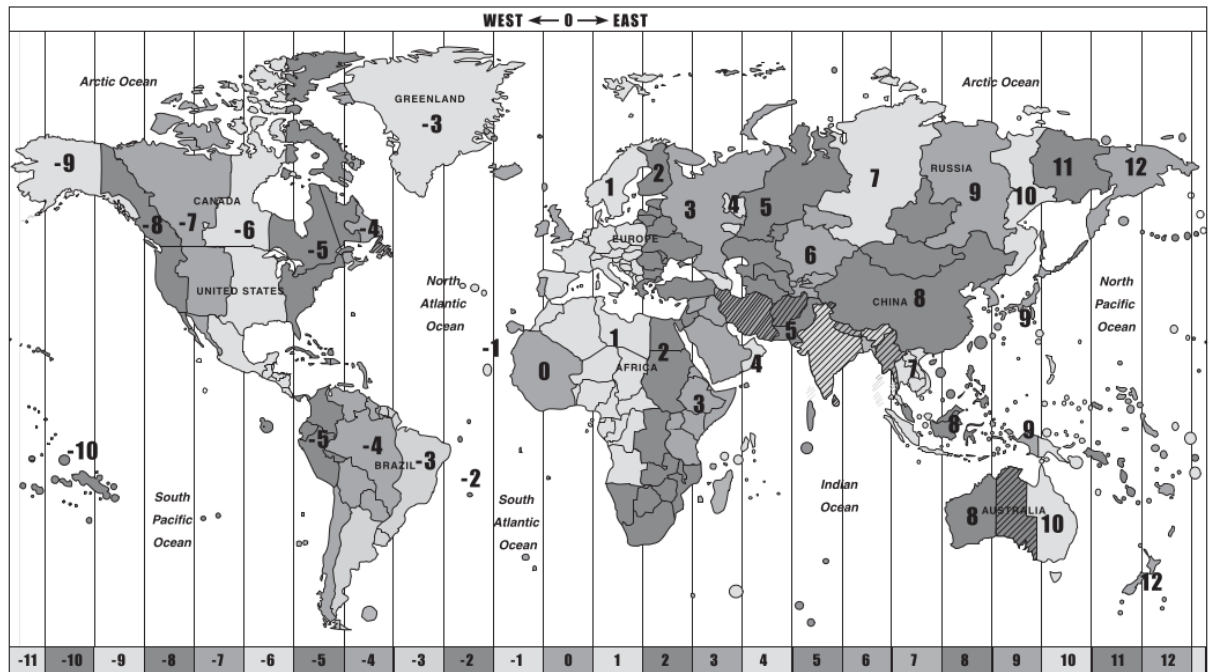 WEST ← 0 → EAST
Arctic Ocean
Arctic Ocean
GREENLAND
-3
-9
CANADA
-8
-7
-6
-5
-4
UNITED STATES
1
2
3
4
5
7
RUSSIA
9
10
11
12
EUROPE
6
CHINA 8
9
North
Atlantic
Ocean
North
Pacific
Ocean
-1
0
1
2
AFRICA
3
4
5
7
8
9
-10
-5
-4
BRAZIL
-3
-2
South
Pacific
Ocean
South
Atlantic
Ocean
Indian
Ocean
8
AUSTRALIA
10
12
-11 -10 -9 -8 -7 -6 -5 -4 -3 -2 -1 0 1 2 3 4 5 6 7 8 9 10 11 12